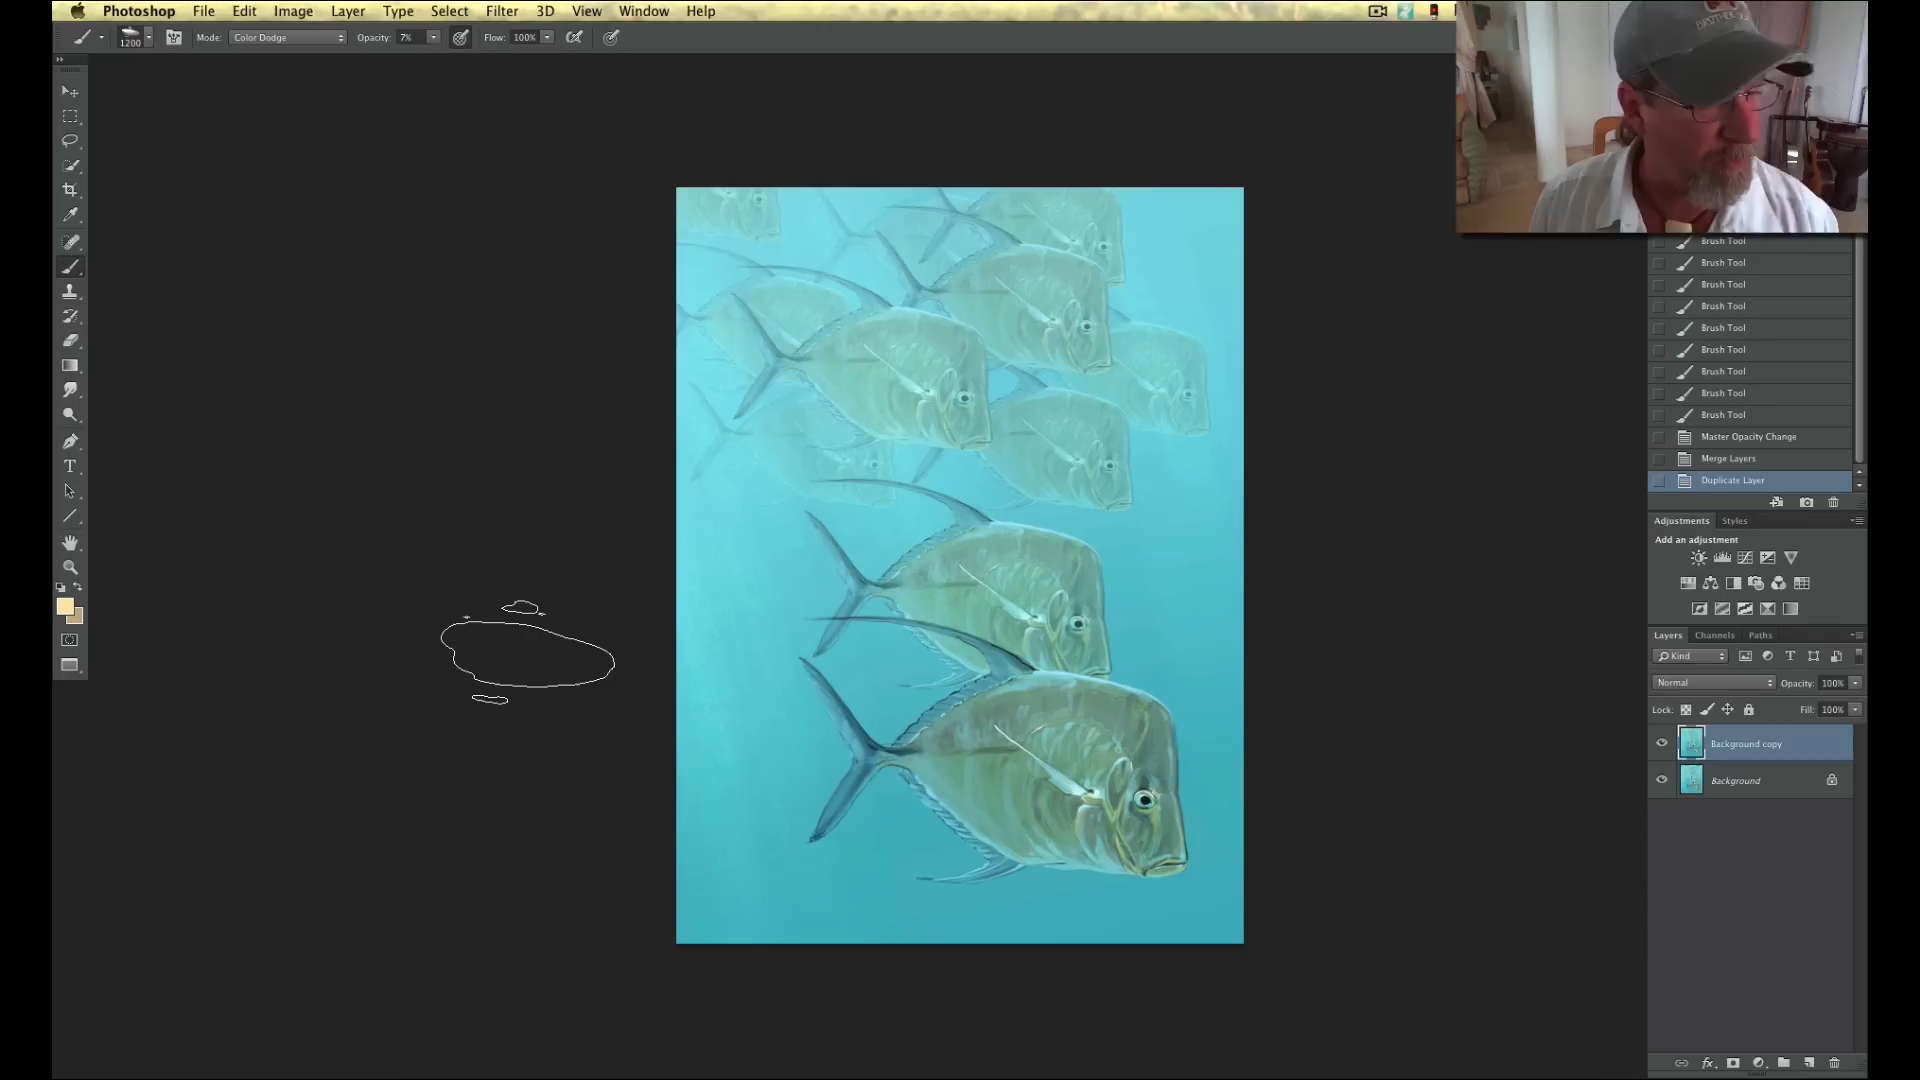 Photoshop File Edit Image Layer Type Select Filter 3D View Window Help
1200 Mode: Color Dodge Opacity: 7% Flow: 100%
Brush Tool
Brush Tool
Brush Tool
Brush Tool
Brush Tool
Brush Tool
Brush Tool
Brush Tool
Brush Tool
Master Opacity Change
Merge Layers
Duplicate Layer
Adjustments Styles
Add an adjustment
Layers Channels Paths
Kind
Normal Opacity: 100%
Lock: Fill: 100%
Background copy
Background
fx